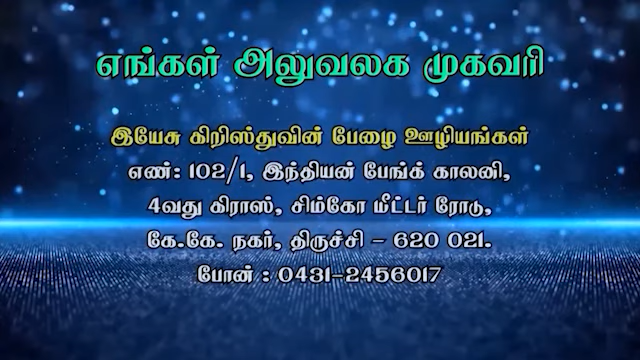 எங்கள் அலுவலக முகவரி
இயேசு கிறிஸ்துவின் பேழை ஊழியங்கள்
எண்: 102/1, இந்தியன் பேங்க் காலனி,
4வது கிராஸ், சிம்கோ மீட்டர் ரோடு,
கே.கே. நகர், திருச்சி - 620 021.
போன் : 0431-2456017